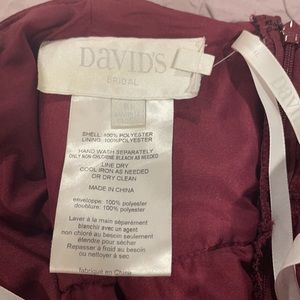 DAVID'S
BRIDAL
SHELL: 100% POLYESTER
LINING: 100%POLYESTER
HAND WASH SEPARATELY
ONLY NON-CHLORINE BLEACH AS NEEDED
LINE DRY
COOL IRON AS NEEDED
OR DRY CLEAN
MADE IN CHINA
enveloppe: 100% polyester
doublure: 100% polyester
Laver à la main séparément
blanchir avec un agent
non chloré au besoin seulement
étendre pour sécher
Repasser à froid au besoin
ou nettoyer à sec
fabriqué en Chine